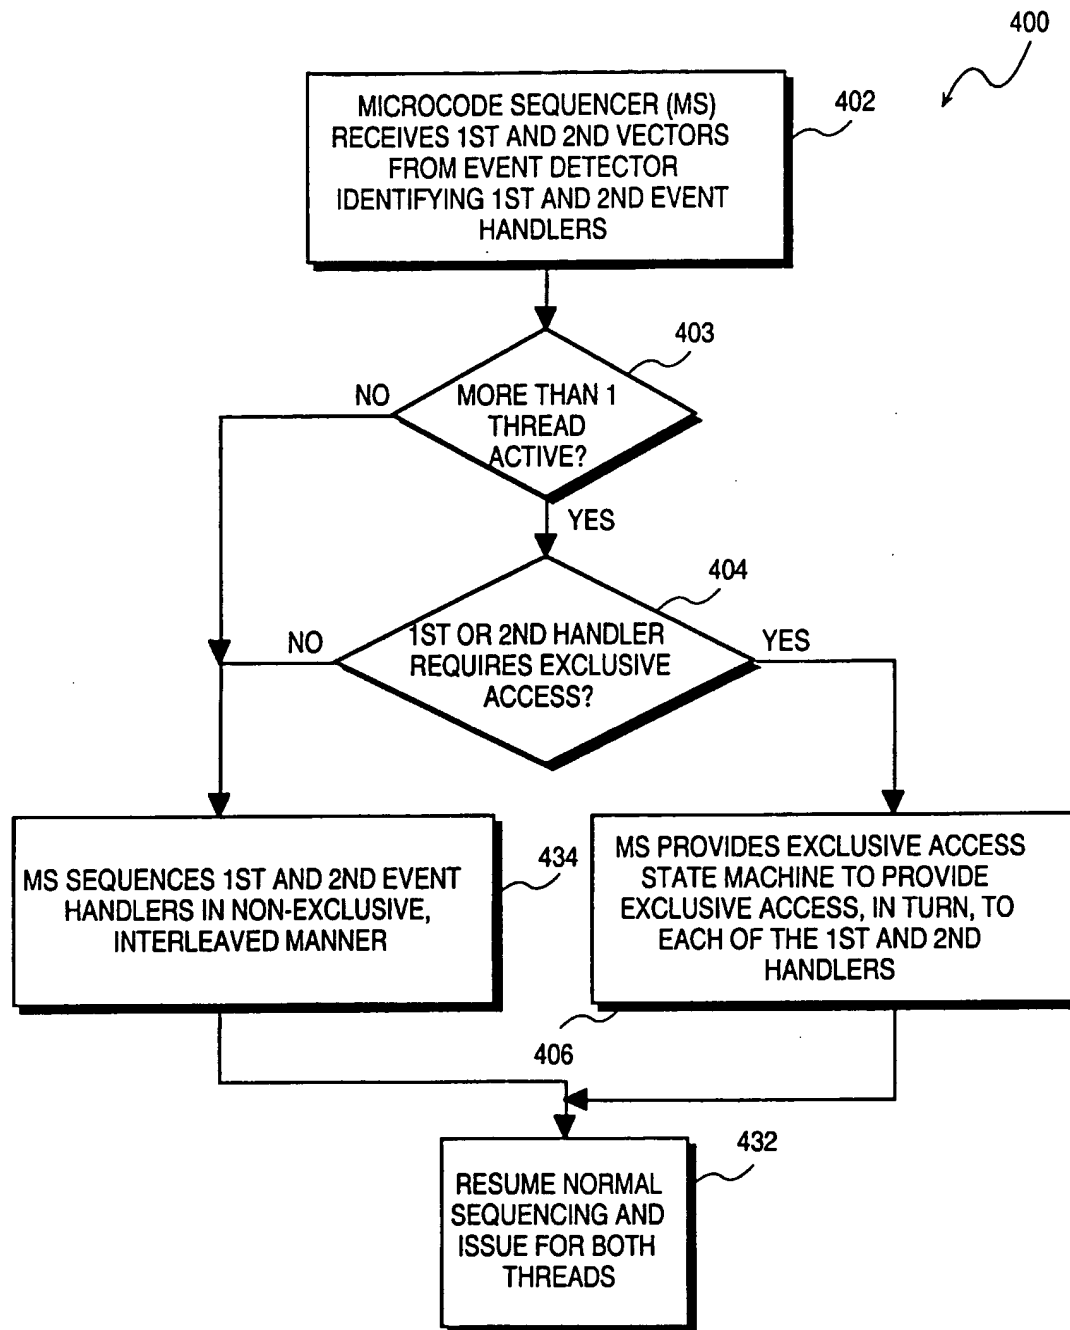 400
MICROCODE SEQUENCER (MS)
RECEIVES 1ST AND 2ND VECTORS
FROM EVENT DETECTOR
IDENTIFYING 1ST AND 2ND EVENT
HANDLERS
402
403
NO
MORE THAN 1
THREAD
ACTIVE?
YES
404
NO
1ST OR 2ND HANDLER
REQUIRES EXCLUSIVE
ACCESS?
YES
MS SEQUENCES 1ST AND 2ND EVENT
HANDLERS IN NON-EXCLUSIVE,
INTERLEAVED MANNER
434
MS PROVIDES EXCLUSIVE ACCESS
STATE MACHINE TO PROVIDE
EXCLUSIVE ACCESS, IN TURN, TO
EACH OF THE 1ST AND 2ND
HANDLERS
406
432
RESUME NORMAL
SEQUENCING AND
ISSUE FOR BOTH
THREADS